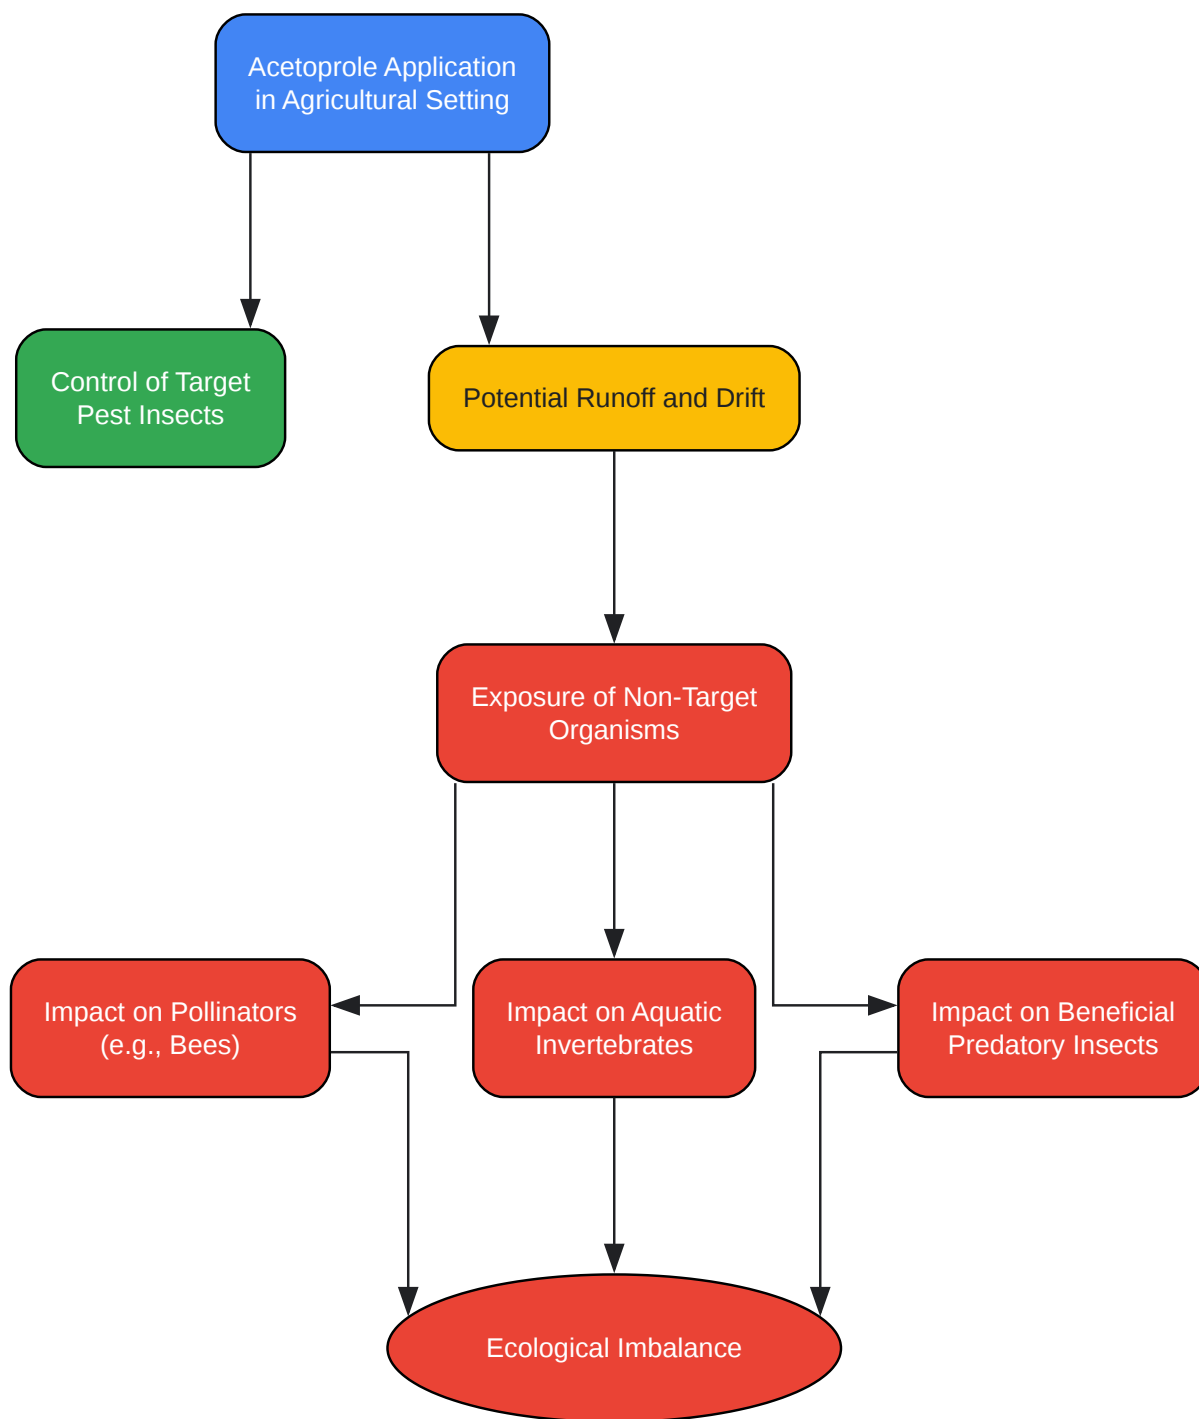 Acetoprole Application
in Agricultural Setting
Control of Target
Pest Insects
Potential Runoff and Drift
Exposure of Non-Target
Organisms
Impact on Pollinators
(e.g., Bees)
Impact on Aquatic
Invertebrates
Impact on Beneficial
Predatory Insects
Ecological Imbalance